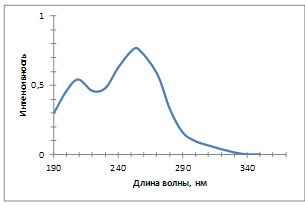 1
Интенсивность
0,5
0
190 240 290 340
Длина волны, нм